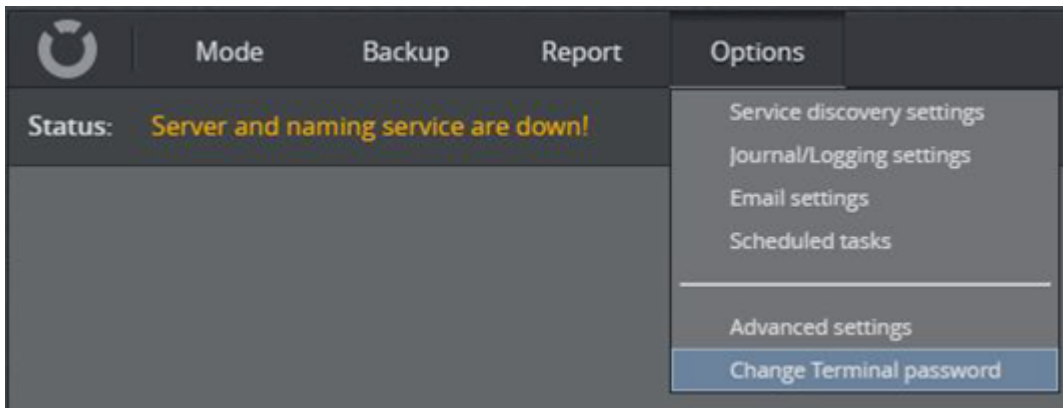 Mode Backup Report Options
Status: Server and naming service are down!
Service discovery settings
Journal/Logging settings
Email settings
Scheduled tasks
Advanced settings
Change Terminal password